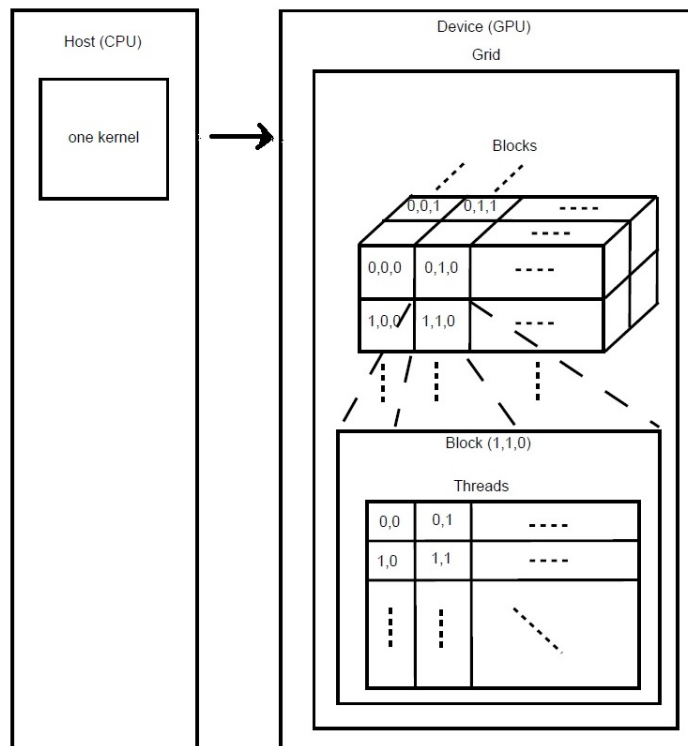 Host (CPU)
one kernel
Device (GPU)
Grid
Blocks
0,0,1 0,1,1
0,0,0 0,1,0
1,0,0 1,1,0
Block (1,1,0)
Threads
0,0 0,1
1,0 1,1